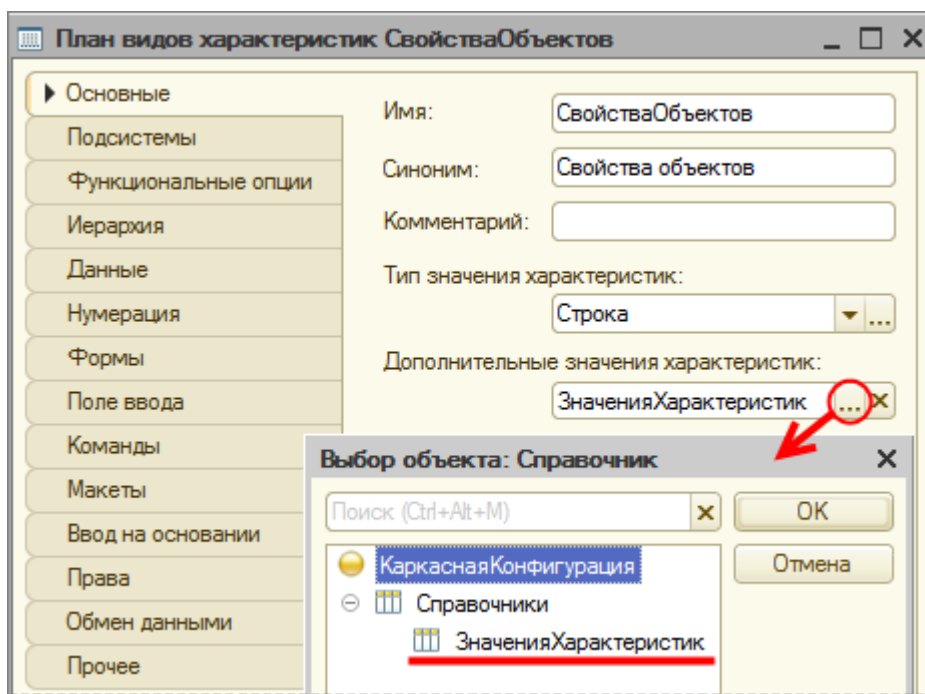 План видов характеристик СвойстваОбъектов
Основные
Подсистемы
Функциональные опции
Иерархия
Данные
Нумерация
Формы
Поле ввода
Команды
Макеты
Ввод на основании
Права
Обмен данными
Прочее
Имя: СвойстваОбъектов
Синоним: Свойства объектов
Комментарий:
Тип значения характеристик:
Строка
Дополнительные значения характеристик:
ЗначенияХарактеристик
Выбор объекта: Справочник
Поиск (Ctrl+Alt+M)
OK
КаркаснаяКонфигурация
Отмена
Справочники
ЗначенияХарактеристик